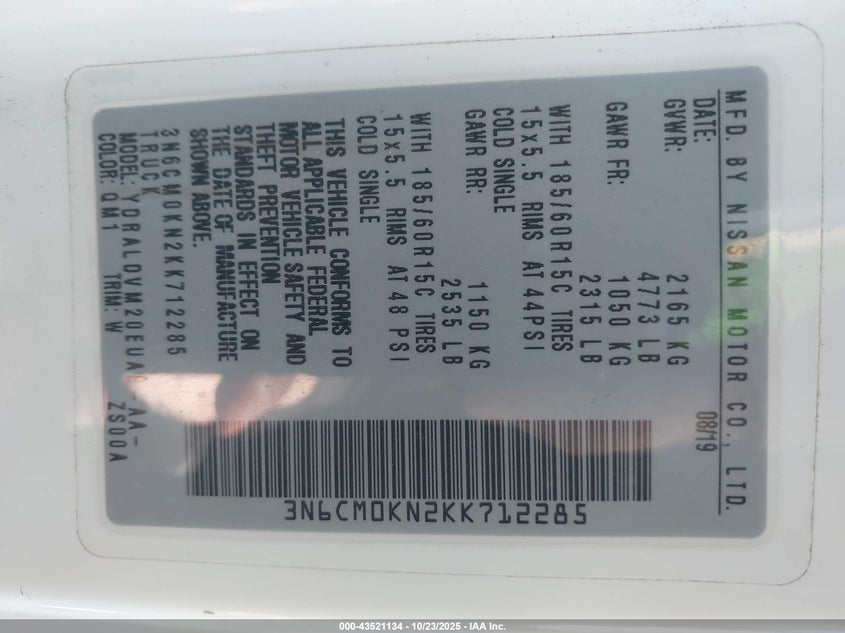 MFD. BY NISSAN MOTOR CO., LTD.
DATE: 08/19
GVWR: 2165 KG
4773 LB
GAWR FR: 1050 KG
2315 LB
WITH 185/60R15C TIRES
15x5.5 RIMS AT 44PSI
COLD SINGLE
GAWR RR: 1150 KG
2535 LB
WITH 185/60R15C TIRES
15x5.5 RIMS AT 48 PSI
COLD SINGLE
THIS VEHICLE CONFORMS TO
ALL APPLICABLE FEDERAL
MOTOR VEHICLE SAFETY AND
THEFT PREVENTION
STANDARDS IN EFFECT ON
THE DATE OF MANUFACTURE
SHOWN ABOVE.
3N6CM0KN2KK712285
TRUCK
MODEL: -AA-
COLOR: QM1 TRIM: W ZS00A
3N6CM0KN2KK712285
000-43521134 - 10/23/2025 - IAA Inc.